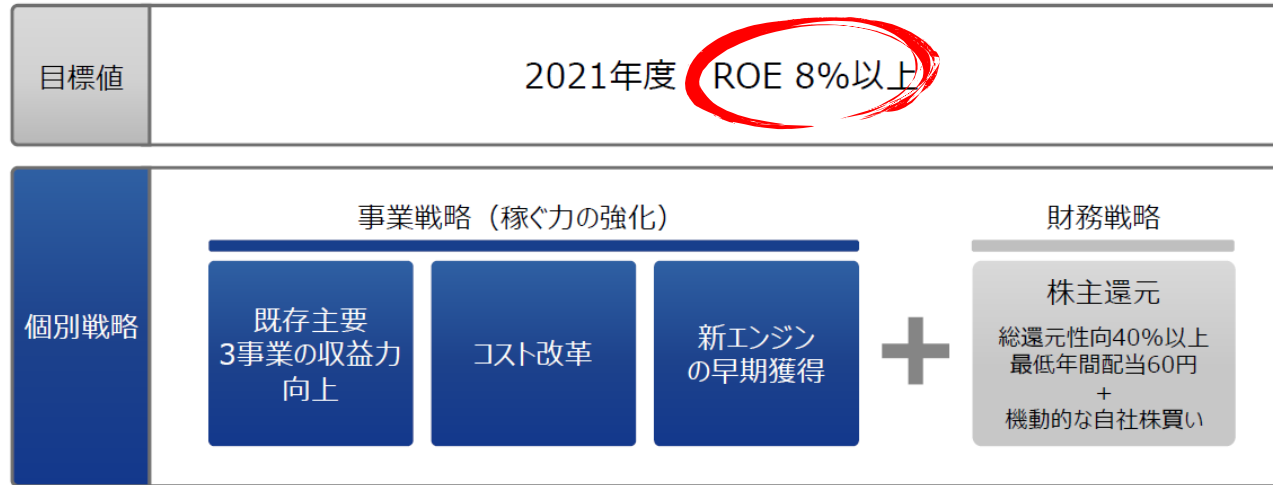 目標値
2021年度 ROE 8%以上
個別戦略
事業戦略（稼ぐ力の強化）
既存主要
3事業の収益力
向上
コスト改革
新エンジン
の早期獲得
+
財務戦略
株主還元
総還元性向40%以上
最低年間配当60円
+
機動的な自社株買い